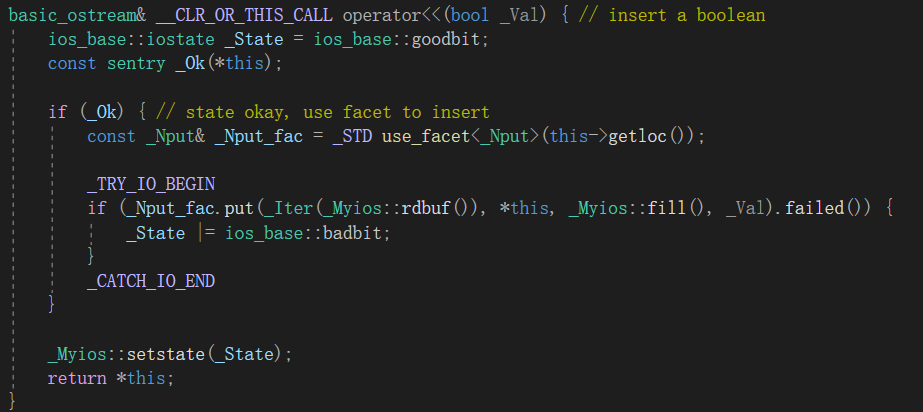 basic_ostream& __CLR_OR_THIS_CALL operator<<(bool _Val) { // insert a boolean
    ios_base::iostate _State = ios_base::goodbit;
    const sentry _Ok(*this);

    if (_Ok) { // state okay, use facet to insert
        const _Nput& _Nput_fac = _STD use_facet<_Nput>(this->getloc());

        _TRY_IO_BEGIN
        if (_Nput_fac.put(_Iter(_Myios::rdbuf()), *this, _Myios::fill(), _Val).failed()) {
            _State |= ios_base::badbit;
        }
        _CATCH_IO_END
    }

    _Myios::setstate(_State);
    return *this;
}